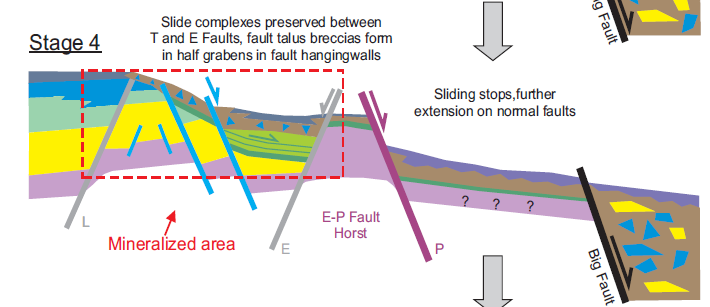 Slide complexes preserved between
T and E Faults, fault talus breccias form
in half grabens in fault hangingwalls
Stage 4
Big Fault
Sliding stops,further
extension on normal faults
L
Mineralized area
E
E-P Fault
Horst
P
? ? ?
Big Fault